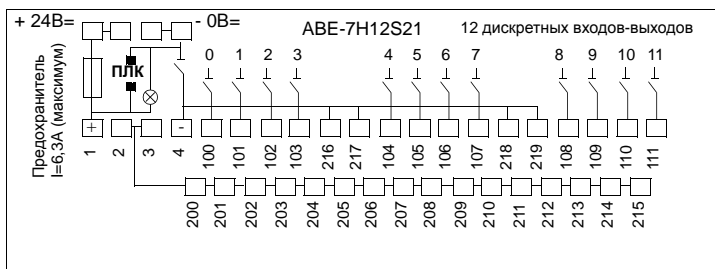 + 24В= - 0В= ABE-7H12S21 12 дискретных входов-выходов
ПЛК
0 1 2 3 4 5 6 7 8 9 10 11
Предохранитель
I=6,3A (максимум)
+ -
1 2 3 4 100 101 102 103 216 217 104 105 106 107 218 219 108 109 110 111
200 201 202 203 204 205 206 207 208 209 210 211 212 213 214 215